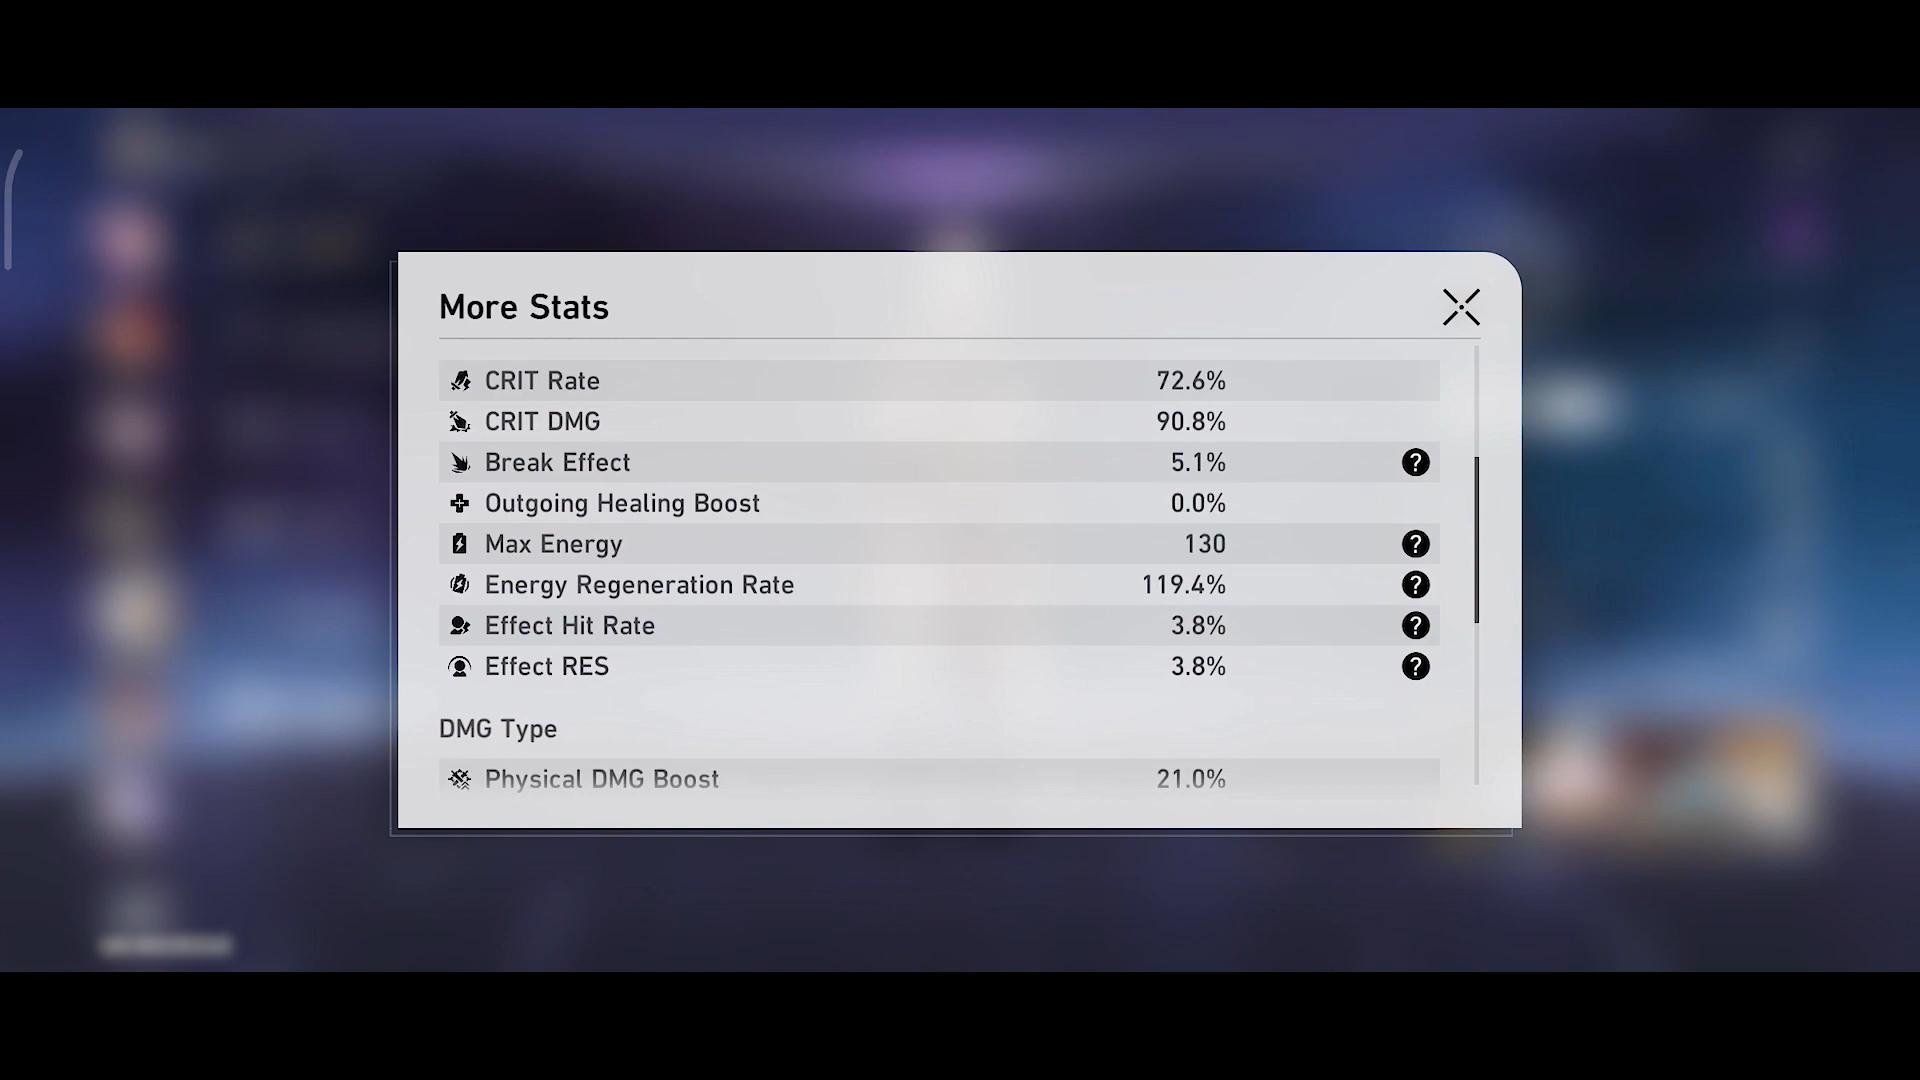 More Stats
CRIT Rate 72.6%
CRIT DMG 90.8%
Break Effect 5.1% ?
Outgoing Healing Boost 0.0%
Max Energy 130 ?
Energy Regeneration Rate 119.4% ?
Effect Hit Rate 3.8% ?
Effect RES 3.8% ?
DMG Type
Physical DMG Boost 21.0%